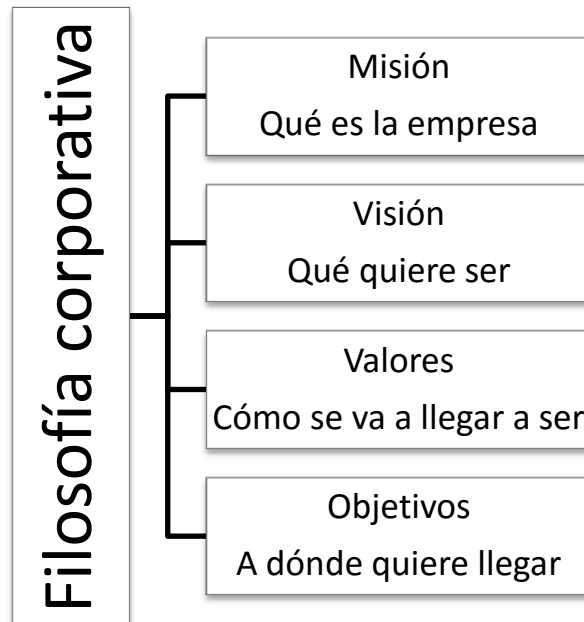 Filosofía corporativa
Misión
Qué es la empresa
Visión
Qué quiere ser
Valores
Cómo se va a llegar a ser
Objetivos
A dónde quiere llegar